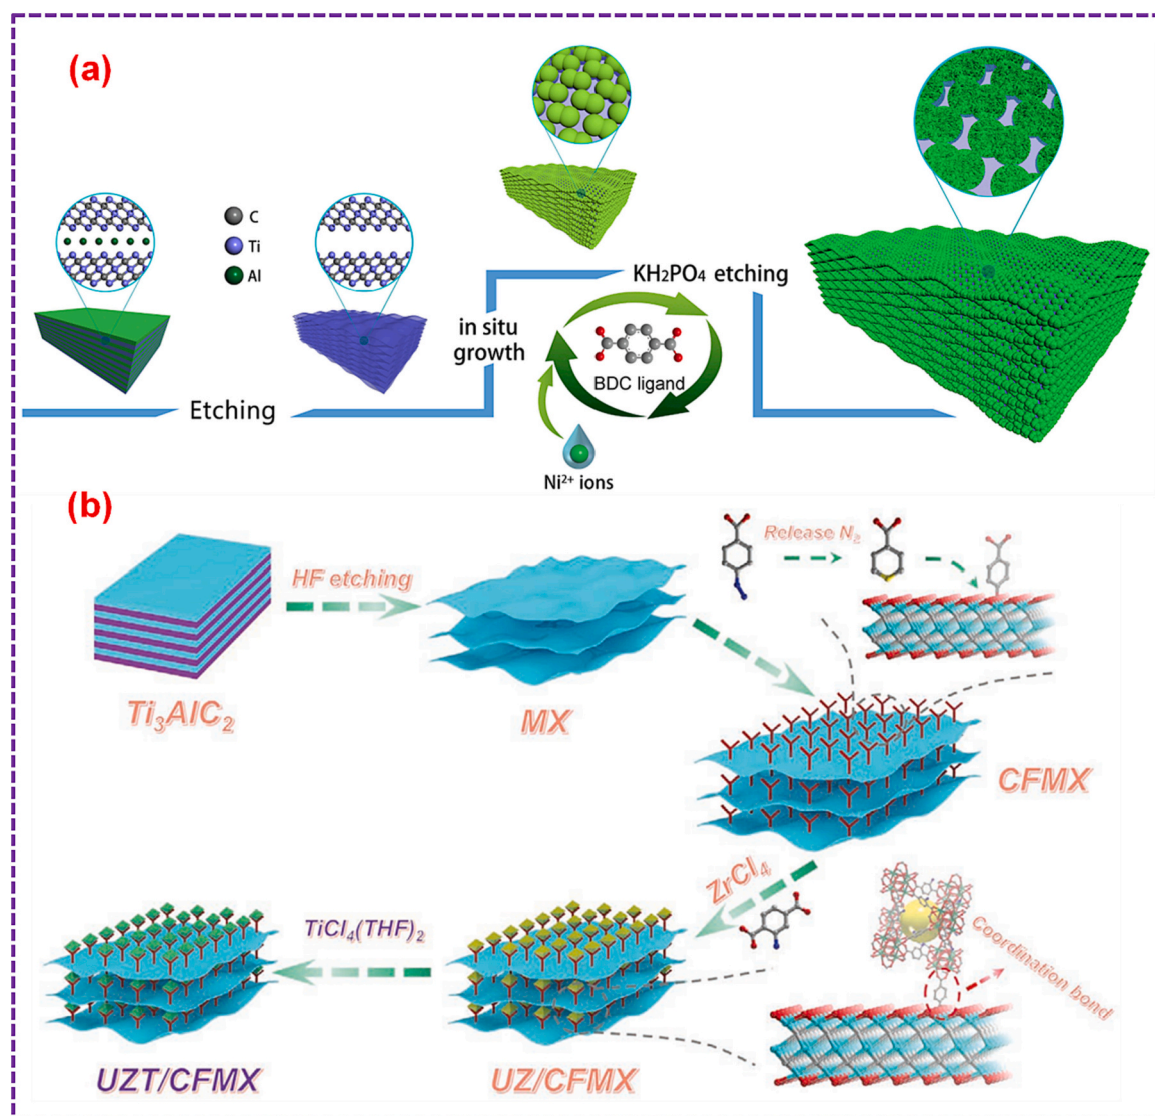 (a)
C
Ti
Al
Etching
in situ
growth
KH₂PO₄ etching
BDC ligand
Ni²⁺ ions
(b)
HF etching
Release N₂
Ti₃AlC₂
MX
CFMX
ZrCl₄
TiCl₄(THF)₂
Coordination bond
UZT/CFMX
UZ/CFMX